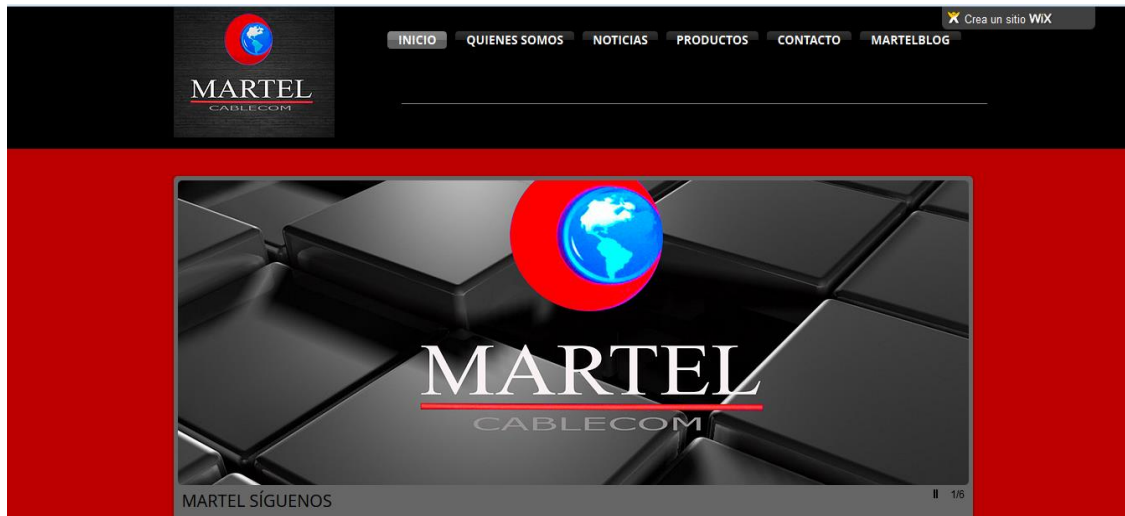 Crea un sitio WiX
INICIO QUIENES SOMOS NOTICIAS PRODUCTOS CONTACTO MARTELBLOG
MARTEL
CABLECOM
MARTEL
CABLECOM
MARTEL SÍGUENOS
1/6